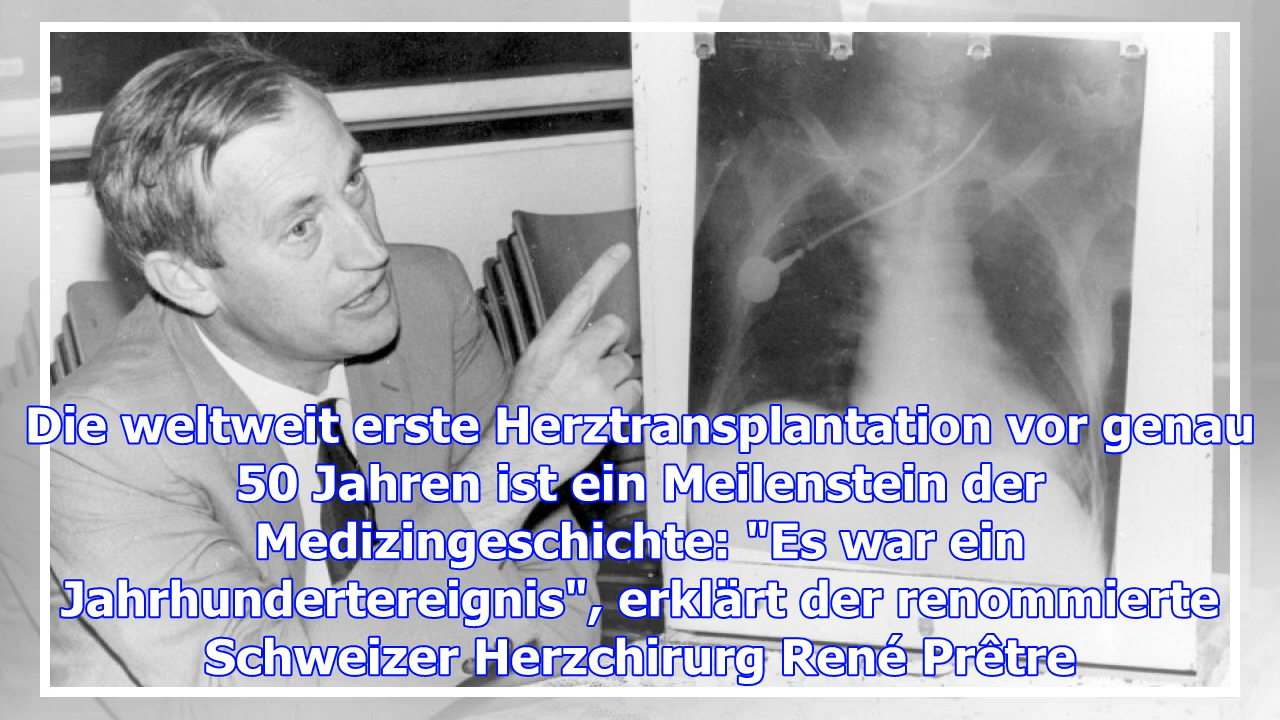 Die weltweit erste Herztransplantation vor genau
50 Jahren ist ein Meilenstein der
Medizingeschichte: "Es war ein
Jahrhundertereignis", erklärt der renommierte
Schweizer Herzchirurg René Prêtre